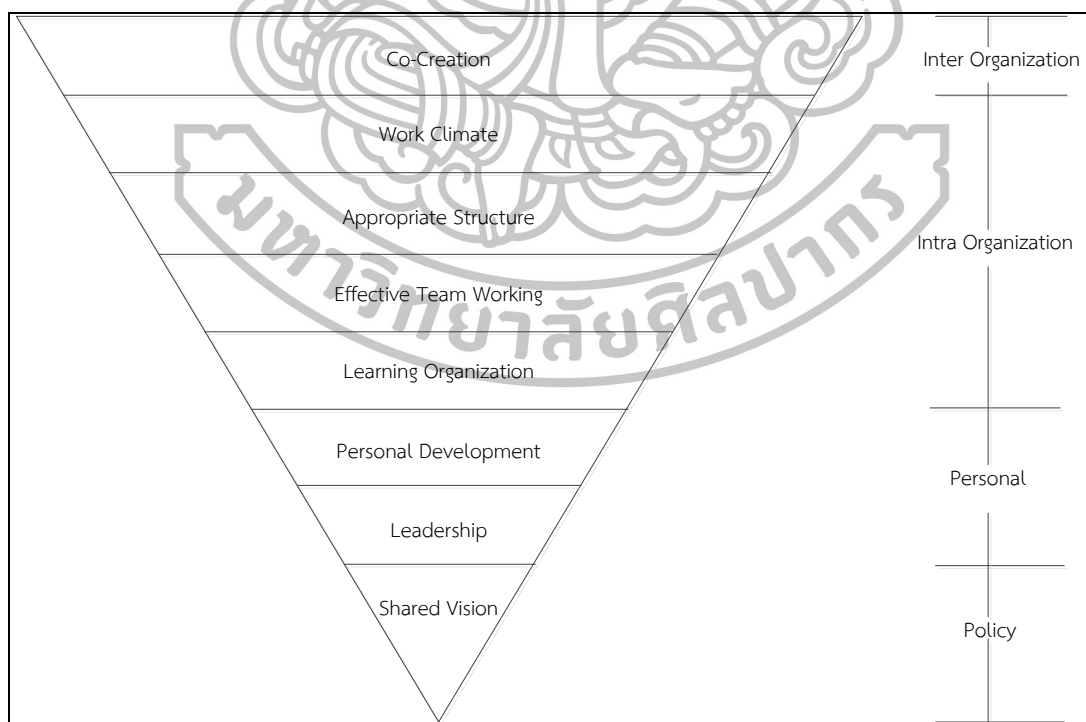 Co-Creation
Inter Organization
Work Climate
Appropriate Structure
Intra Organization
Effective Team Working
Learning Organization
Personal Development
Personal
Leadership
Shared Vision
Policy
มหาวิทยาลัยศิลปากร